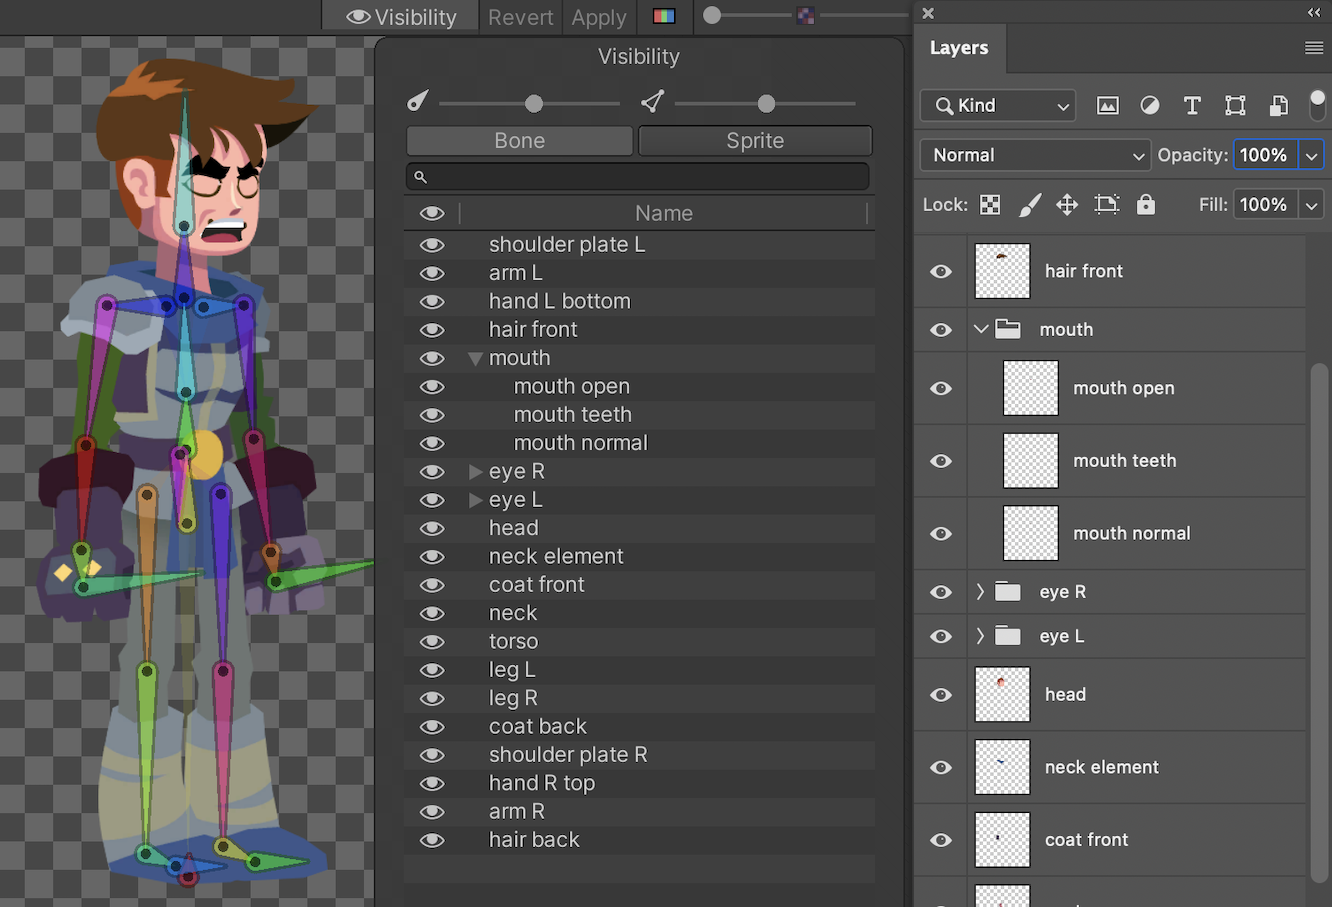 Visibility Revert Apply
Visibility
Bone Sprite
Name
shoulder plate L
arm L
hand L bottom
hair front
mouth
mouth open
mouth teeth
mouth normal
eye R
eye L
head
neck element
coat front
neck
torso
leg L
leg R
coat back
shoulder plate R
hand R top
arm R
hair back
Layers
Kind
Normal Opacity: 100%
Lock: Fill: 100%
hair front
mouth
mouth open
mouth teeth
mouth normal
eye R
eye L
head
neck element
coat front